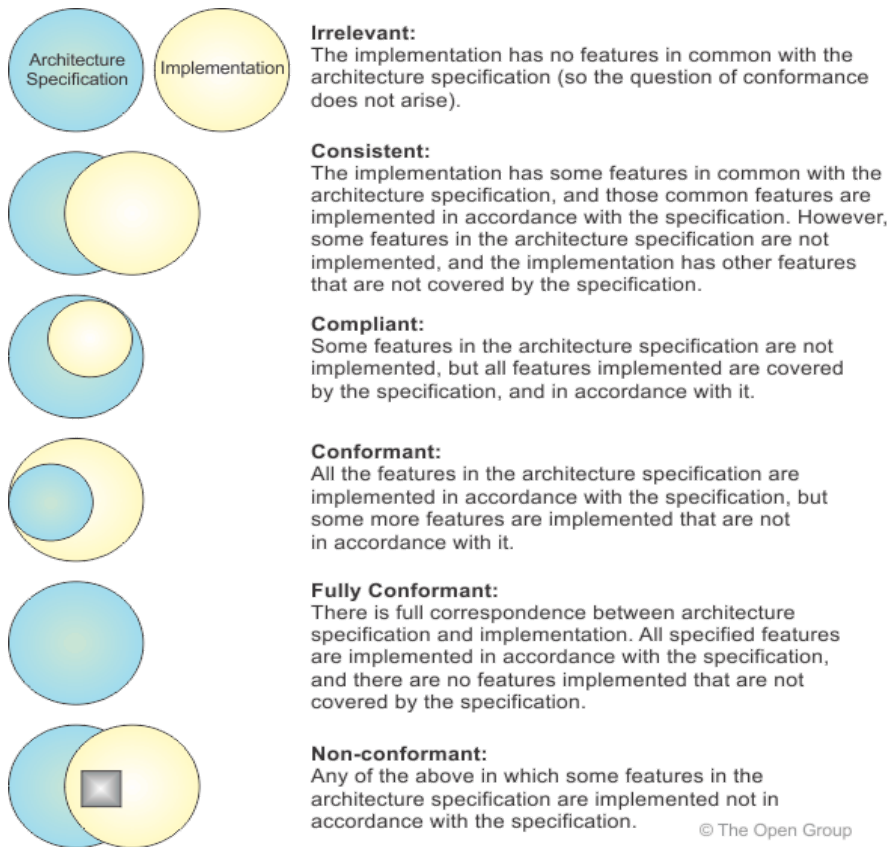 Architecture
Specification
Implementation
Irrelevant:
The implementation has no features in common with the
architecture specification (so the question of conformance
does not arise).
Consistent:
The implementation has some features in common with the
architecture specification, and those common features are
implemented in accordance with the specification. However,
some features in the architecture specification are not
implemented, and the implementation has other features
that are not covered by the specification.
Compliant:
Some features in the architecture specification are not
implemented, but all features implemented are covered
by the specification, and in accordance with it.
Conformant:
All the features in the architecture specification are
implemented in accordance with the specification, but
some more features are implemented that are not
in accordance with it.
Fully Conformant:
There is full correspondence between architecture
specification and implementation. All specified features
are implemented in accordance with the specification,
and there are no features implemented that are not
covered by the specification.
Non-conformant:
Any of the above in which some features in the
architecture specification are implemented not in
accordance with the specification.
© The Open Group